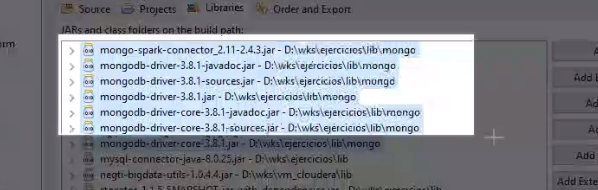 Source Projects Libraries Order and Export
JARs and class folders on the build path:
mongo-spark-connector_2.11-2.4.3.jar - D:\wks\ejercicios\lib\mongo
mongodb-driver-3.8.1-javadoc.jar - D:\wks\ejercicios\lib\mongo
mongodb-driver-3.8.1-sources.jar - D:\wks\ejercicios\lib\mongo
mongodb-driver-3.8.1.jar - D:\wks\ejercicios\lib\mongo
mongodb-driver-core-3.8.1-javadoc.jar - D:\wks\ejercicios\lib\mongo
mongodb-driver-core-3.8.1-sources.jar - D:\wks\ejercicios\lib\mongo
mongodb-driver-core-3.8.1.jar - D:\wks\ejercicios\lib\mongo
mysql-connector-java-8.0.25.jar - D:\wks\ejercicios\lib
negti-bigdata-utils-1.0.4.4.jar - D:\wks\vm_cloudera\lib
A
Add E
Add
A
Add
Add Exte